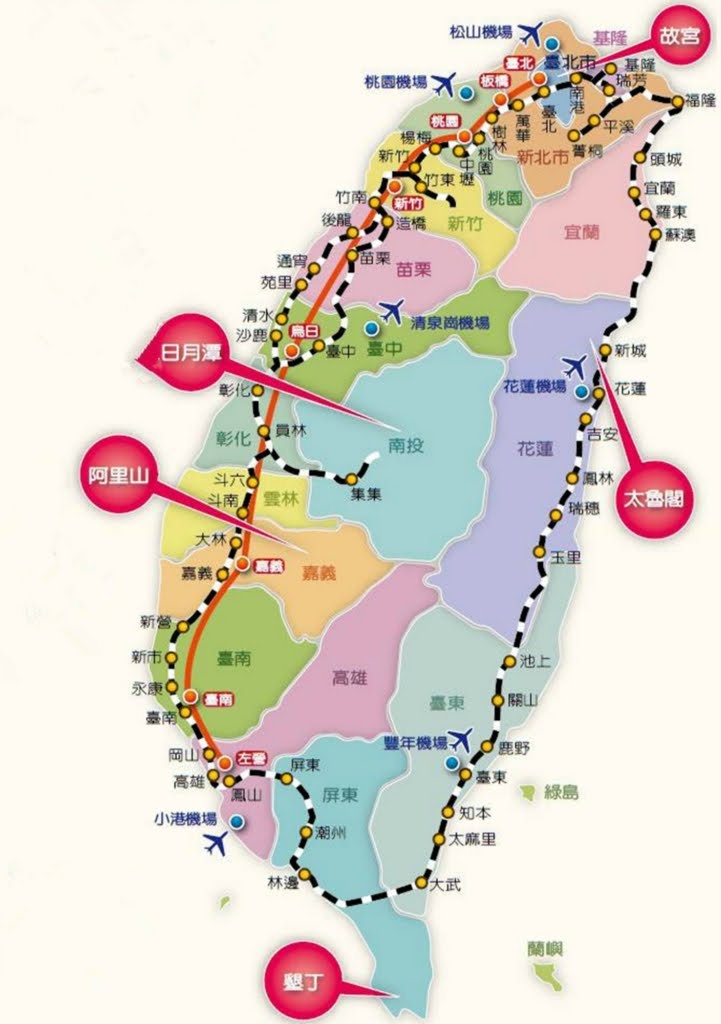 松山機場
基隆
故宮
臺北
臺北市
基隆
桃園機場
板橋
南港
瑞芳
福隆
桃園
樹林
萬華
臺北
平溪
楊梅
中壢
桃園
新北市
菁桐
頭城
新竹
竹東
桃園
宜蘭
竹南
新竹
羅東
後龍
造橋
新竹
宜蘭
蘇澳
通宵
苗栗
苗栗
苑里
清水
清泉崗機場
沙鹿
烏日
臺中
臺中
新城
日月潭
花蓮機場
花蓮
彰化
吉安
彰化
員林
南投
花蓮
阿里山
斗六
集集
鳳林
太魯閣
斗南
雲林
瑞穗
大林
玉里
嘉義
嘉義
嘉義
新營
新市
臺南
池上
永康
高雄
臺南
臺東
關山
臺南
豐年機場
鹿野
岡山
左營
屏東
臺東
高雄
鳳山
屏東
綠島
小港機場
知本
潮州
太麻里
林邊
大武
蘭嶼
墾丁